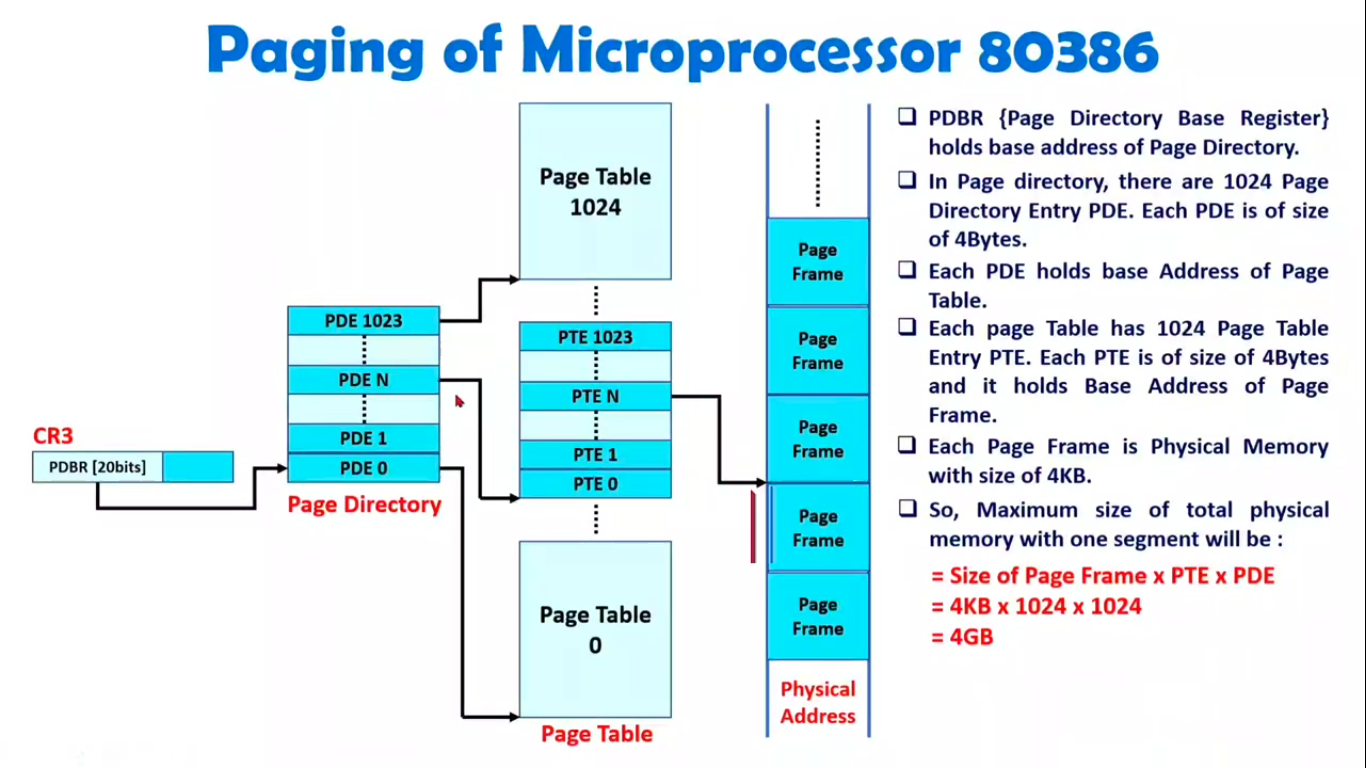 Paging of Microprocessor 80386
CR3
PDBR [20bits]
PDE 1023
PDE N
PDE 1
PDE 0
Page Directory
Page Table
1024
PTE 1023
PTE N
PTE 1
PTE 0
Page Table
0
Page Table
Page
Frame
Page
Frame
Page
Frame
Page
Frame
Page
Frame
Physical
Address
PDBR {Page Directory Base Register}
holds base address of Page Directory.
In Page directory, there are 1024 Page
Directory Entry PDE. Each PDE is of size
of 4Bytes.
Each PDE holds base Address of Page
Table.
Each page Table has 1024 Page Table
Entry PTE. Each PTE is of size of 4Bytes
and it holds Base Address of Page
Frame.
Each Page Frame is Physical Memory
with size of 4KB.
So, Maximum size of total physical
memory with one segment will be :
= Size of Page Frame x PTE x PDE
= 4KB x 1024 x 1024
= 4GB